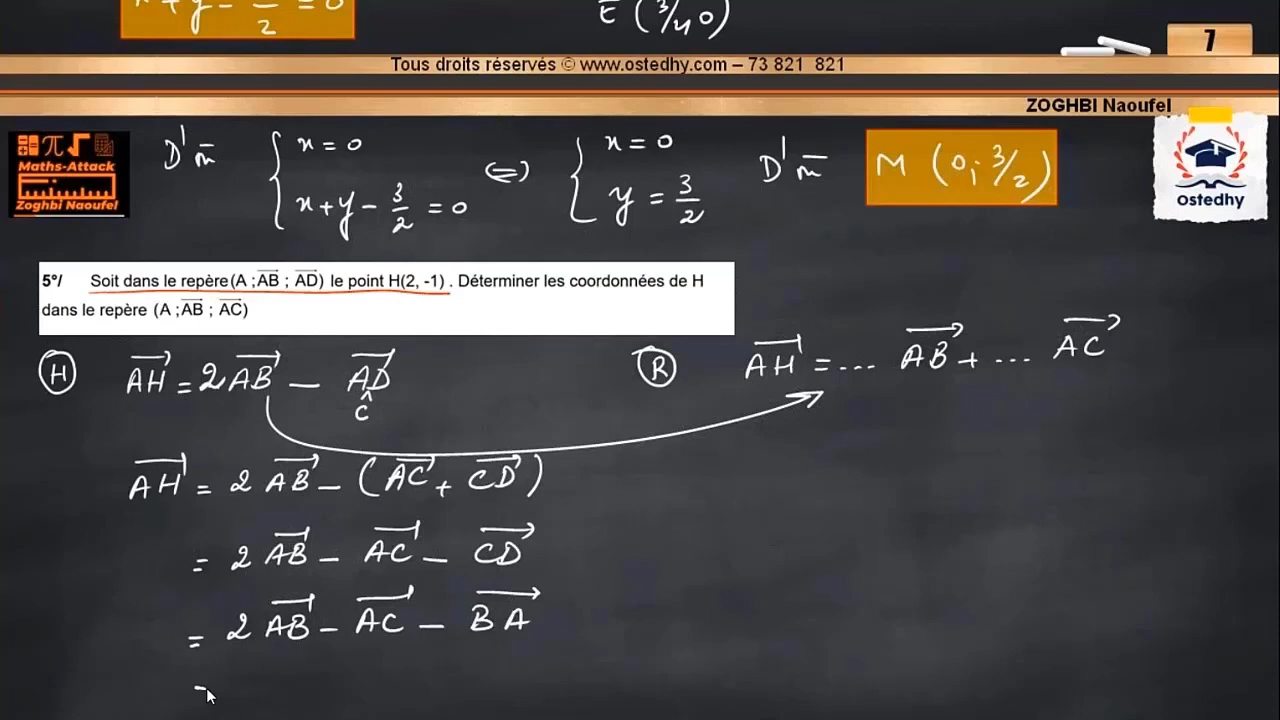 x + y - 3/2 = 0
E (3/4, 0)
7
Tous droits réservés © www.ostedhy.com – 73 821 821
ZOGHBI Naoufel
Maths-Attack
Zoghbi Naoufel
D'm̄ { x = 0
x + y - 3/2 = 0
⇔ { x = 0
y = 3/2
D'm̄ M (0; 3/2)
Ostedhy
5°/ Soit dans le repère (A ; AB⃗ ; AD⃗) le point H(2, -1) . Déterminer les coordonnées de H
dans le repère (A ; AB⃗ ; AC⃗)
H AH⃗ = 2 AB⃗ - AD⃗
C
R AH⃗ = ... AB⃗ + ... AC⃗
AH⃗ = 2 AB⃗ - (AC⃗ + CD⃗)
= 2 AB⃗ - AC⃗ - CD⃗
= 2 AB⃗ - AC⃗ - BA⃗